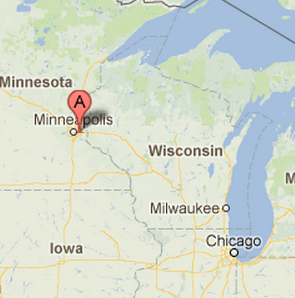 Minnesota
A
Minneapolis
Wisconsin
M
Milwaukee
Iowa
Chicago